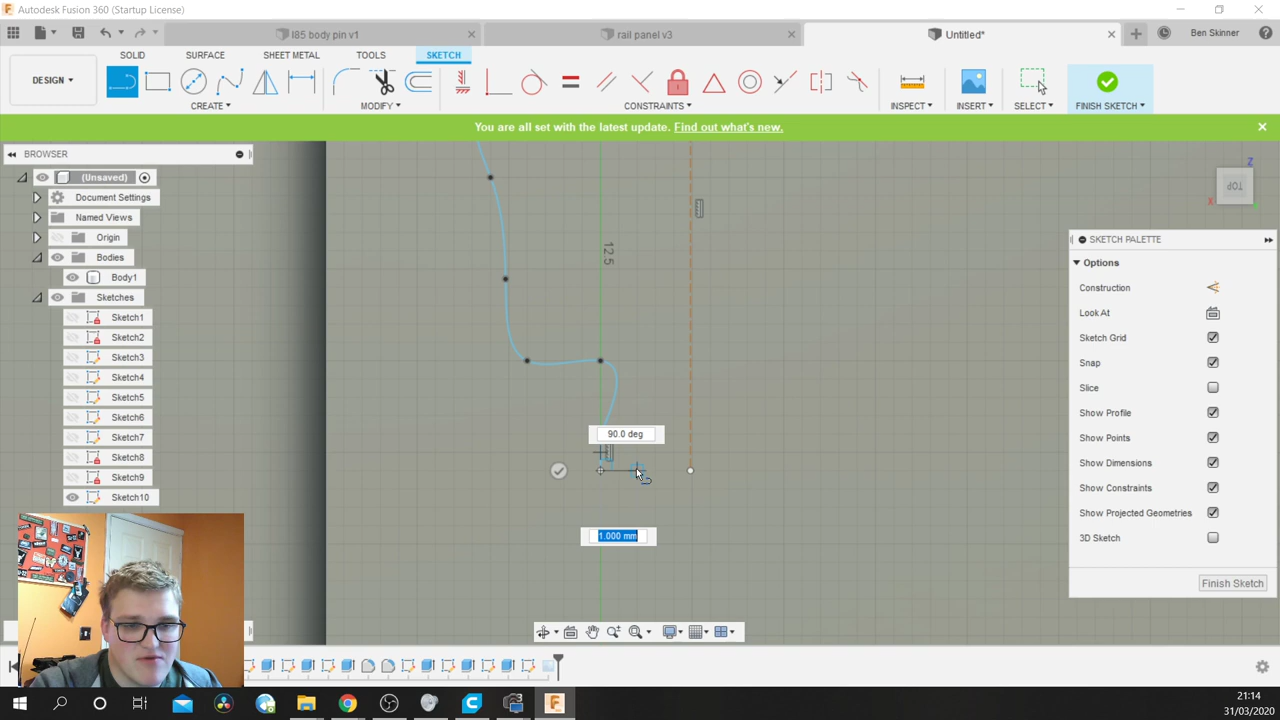 Autodesk Fusion 360 (Startup License)
l85 body pin v1
rail panel v3
Untitled*
Ben Skinner
DESIGN
SOLID
SURFACE
SHEET METAL
TOOLS
SKETCH
CREATE
MODIFY
CONSTRAINTS
INSPECT
INSERT
SELECT
FINISH SKETCH
You are all set with the latest update. Find out what's new.
BROWSER
(Unsaved)
Document Settings
Named Views
Origin
Bodies
Body1
Sketches
Sketch1
Sketch2
Sketch3
Sketch4
Sketch5
Sketch6
Sketch7
Sketch8
Sketch9
Sketch10
12.5
90.0 deg
1.000 mm
Z
TOP
X
SKETCH PALETTE
Options
Construction
Look At
Sketch Grid
Snap
Slice
Show Profile
Show Points
Show Dimensions
Show Constraints
Show Projected Geometries
3D Sketch
Finish Sketch
21:14
31/03/2020